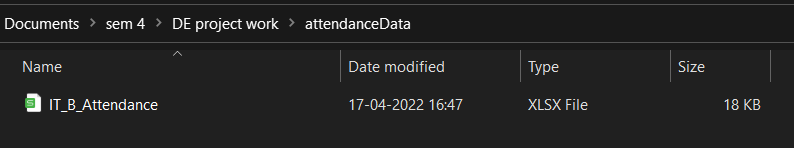 Documents > sem 4 > DE project work > attendanceData
Name Date modified Type Size
IT_B_Attendance 17-04-2022 16:47 XLSX File 18 KB